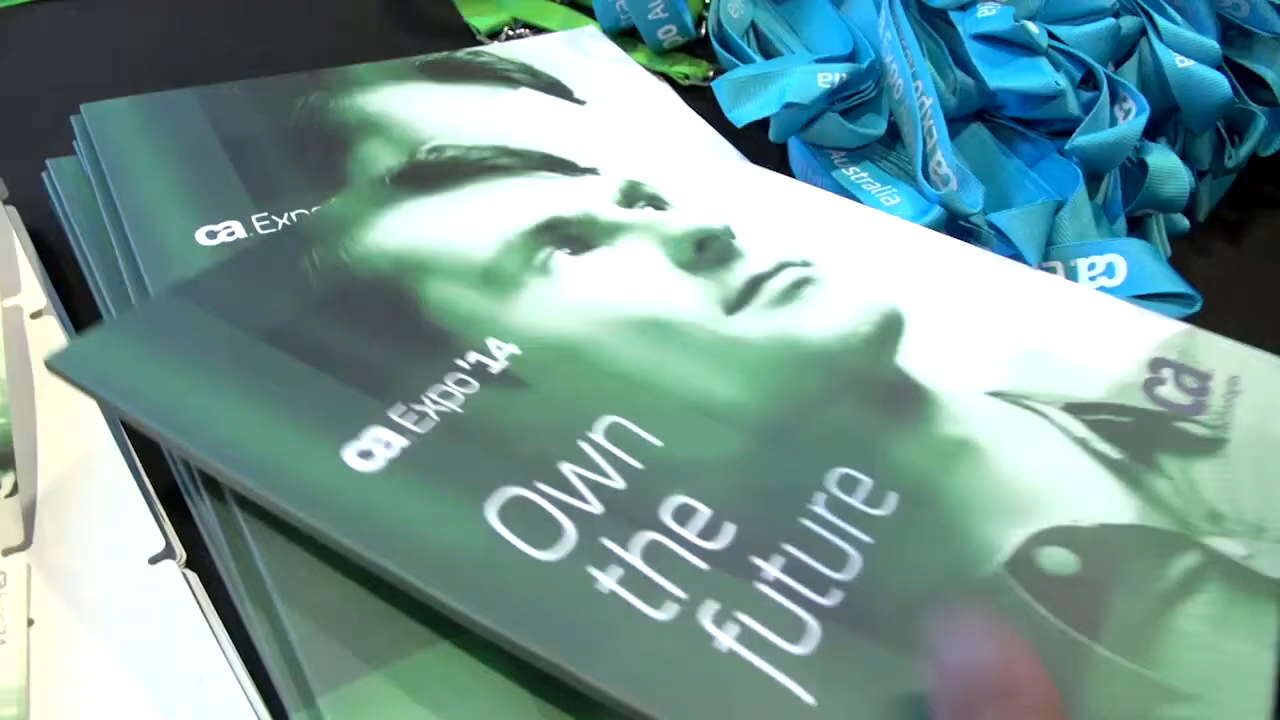 ca Expo
ca Expo'14
Own
the
future
ca
Australia
ca